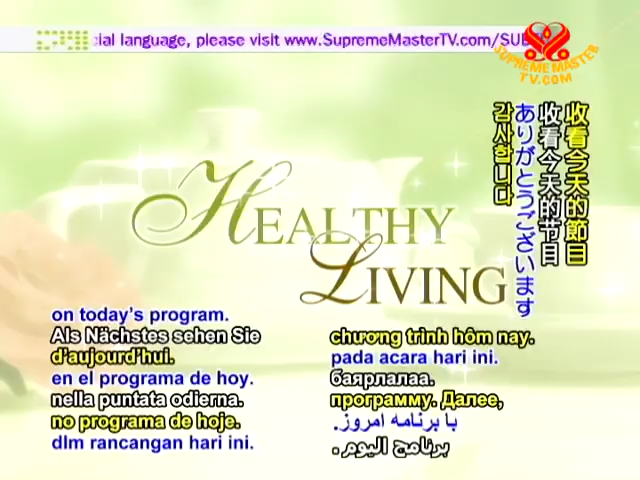 cial language, please visit www.SupremeMasterTV.com/SUB
SUPREME MASTER
TV.COM
HEALTHY
LIVING
收看今天的節目
收看今天的节目
ありがとうございます
감사합니다
on today's program.
Als Nächstes sehen Sie
d'aujourd'hui.
en el programa de hoy.
nella puntata odierna.
no programa de hoje.
dlm rancangan hari ini.
chương trình hôm nay.
pada acara hari ini.
баярлалаа.
программу. Далее,
با برنامه امروز.
برنامج اليوم.